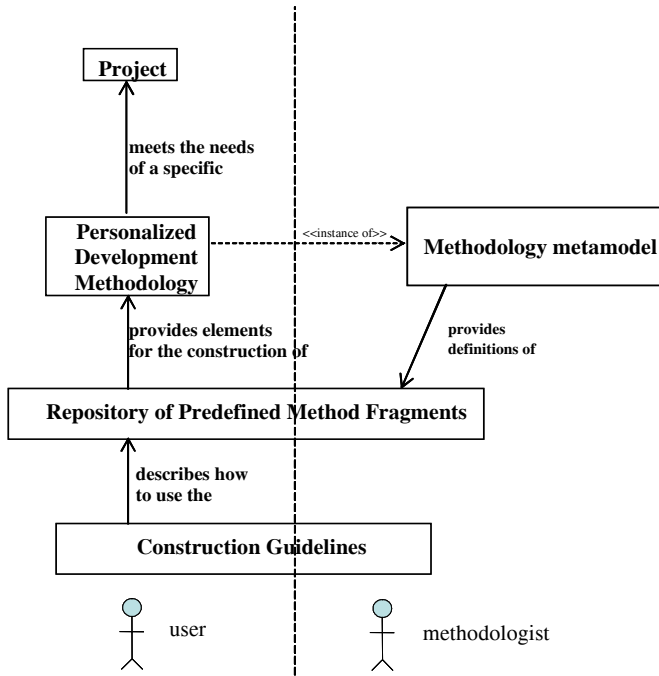 Project
meets the needs
of a specific
Personalized
Development
Methodology
<<instance of>>
Methodology metamodel
provides elements
for the construction of
provides
definitions of
Repository of Predefined Method Fragments
describes how
to use the
Construction Guidelines
user
methodologist